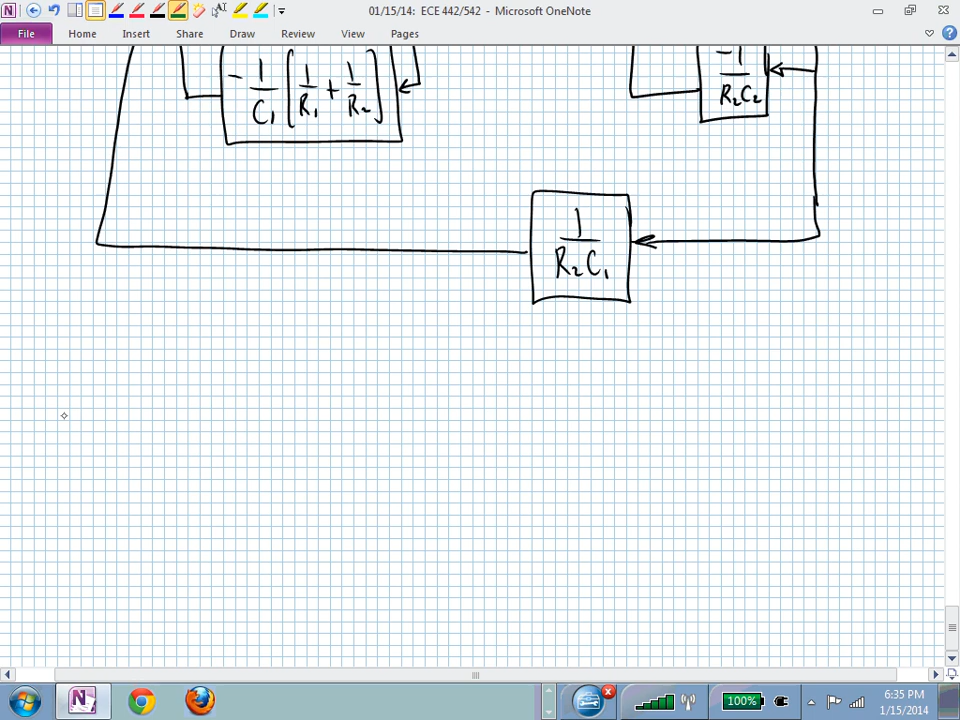 01/15/14: ECE 442/542 - Microsoft OneNote
File Home Insert Share Draw Review View Pages
-1/C₁ [1/R₁ + 1/R₂]
-1/R₂C₂
1/R₂C₁
100%
6:35 PM
1/15/2014